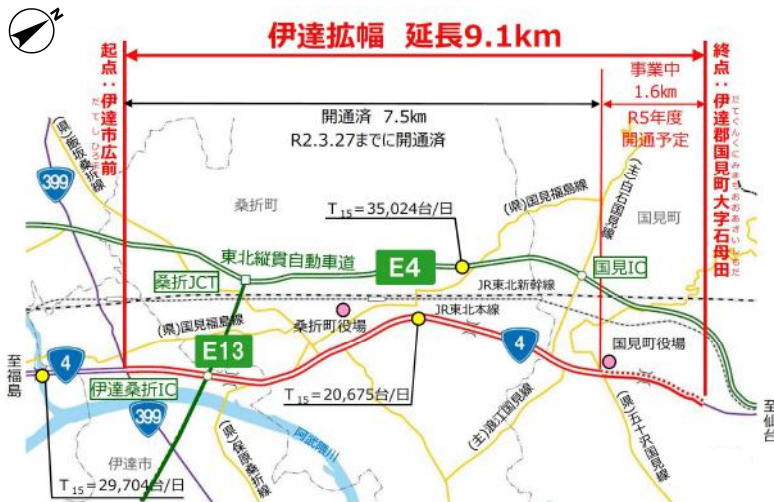 N
伊達拡幅 延長9.1km
起点：伊達市広前
だてし ひろまえ
終点：伊達郡国見町大字石母田
だてぐんくにみまちおおあざいしもだ
事業中
1.6km
R5年度
開通予定
開通済 7.5km
R2.3.27までに開通済
(県)飯坂桑折線
399
桑折町
T15＝35,024台/日
(県)国見福島線
(主)白石国見線
国見町
東北縦貫自動車道
E4
国見IC
桑折JCT
JR東北新幹線
JR東北本線
(県)国見福島線
桑折町役場
E13
4
国見町役場
至福島
4
伊達桑折IC
399
T15＝20,675台/日
(主)浪江国見線
(県)五十沢国見線
至仙台
(県)保原桑折線
阿武隈川
伊達市
T15＝29,704台/日